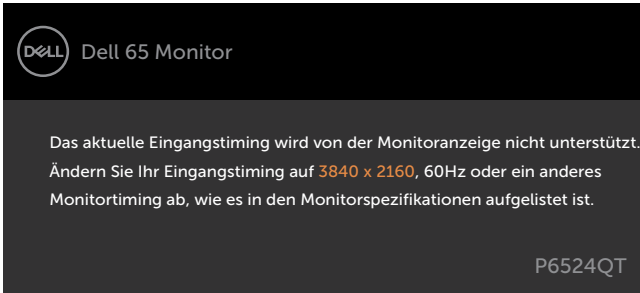 DELL Dell 65 Monitor
Das aktuelle Eingangstiming wird von der Monitoranzeige nicht unterstützt.
Ändern Sie Ihr Eingangstiming auf 3840 x 2160, 60Hz oder ein anderes
Monitortiming ab, wie es in den Monitorspezifikationen aufgelistet ist.
P6524QT